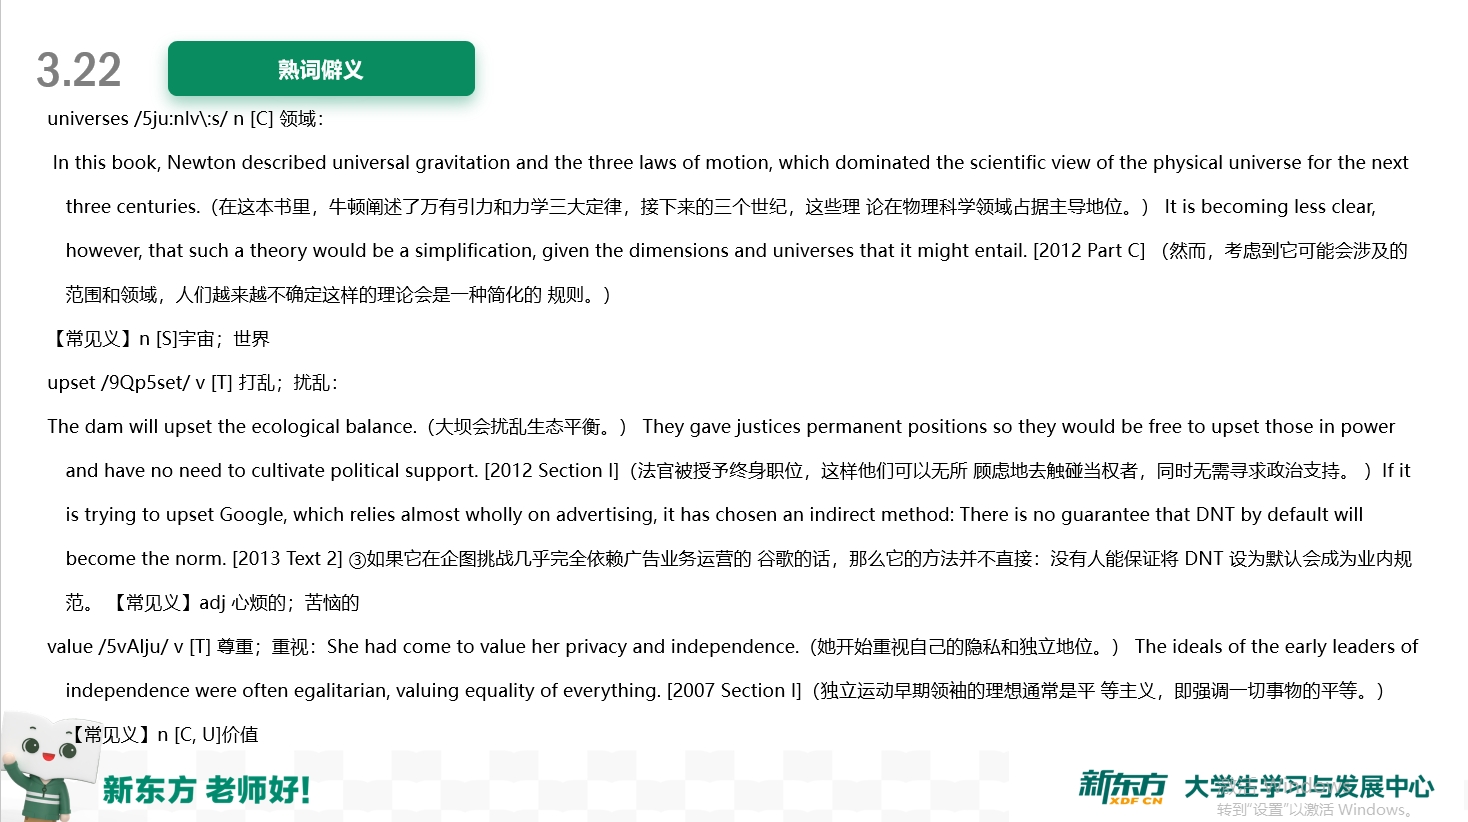 3.22
熟词僻义
universes /5ju:nIv\:s/ n [C] 领域：
In this book, Newton described universal gravitation and the three laws of motion, which dominated the scientific view of the physical universe for the next
three centuries.（在这本书里，牛顿阐述了万有引力和力学三大定律，接下来的三个世纪，这些理 论在物理科学领域占据主导地位。） It is becoming less clear,
however, that such a theory would be a simplification, given the dimensions and universes that it might entail. [2012 Part C] （然而，考虑到它可能会涉及的
范围和领域，人们越来越不确定这样的理论会是一种简化的 规则。）
【常见义】n [S]宇宙；世界
upset /9Qp5set/ v [T] 打乱；扰乱：
The dam will upset the ecological balance.（大坝会扰乱生态平衡。） They gave justices permanent positions so they would be free to upset those in power
and have no need to cultivate political support. [2012 Section I]（法官被授予终身职位，这样他们可以无所 顾虑地去触碰当权者，同时无需寻求政治支持。 ）If it
is trying to upset Google, which relies almost wholly on advertising, it has chosen an indirect method: There is no guarantee that DNT by default will
become the norm. [2013 Text 2] ③如果它在企图挑战几乎完全依赖广告业务运营的 谷歌的话，那么它的方法并不直接：没有人能保证将 DNT 设为默认会成为业内规
范。 【常见义】adj 心烦的；苦恼的
value /5vAlju/ v [T] 尊重；重视：She had come to value her privacy and independence.（她开始重视自己的隐私和独立地位。） The ideals of the early leaders of
independence were often egalitarian, valuing equality of everything. [2007 Section I]（独立运动早期领袖的理想通常是平 等主义，即强调一切事物的平等。）
【常见义】n [C, U]价值
新东方 老师好！
新东方 XDF.CN 大学生学习与发展中心
激活 Windows
转到“设置”以激活 Windows。